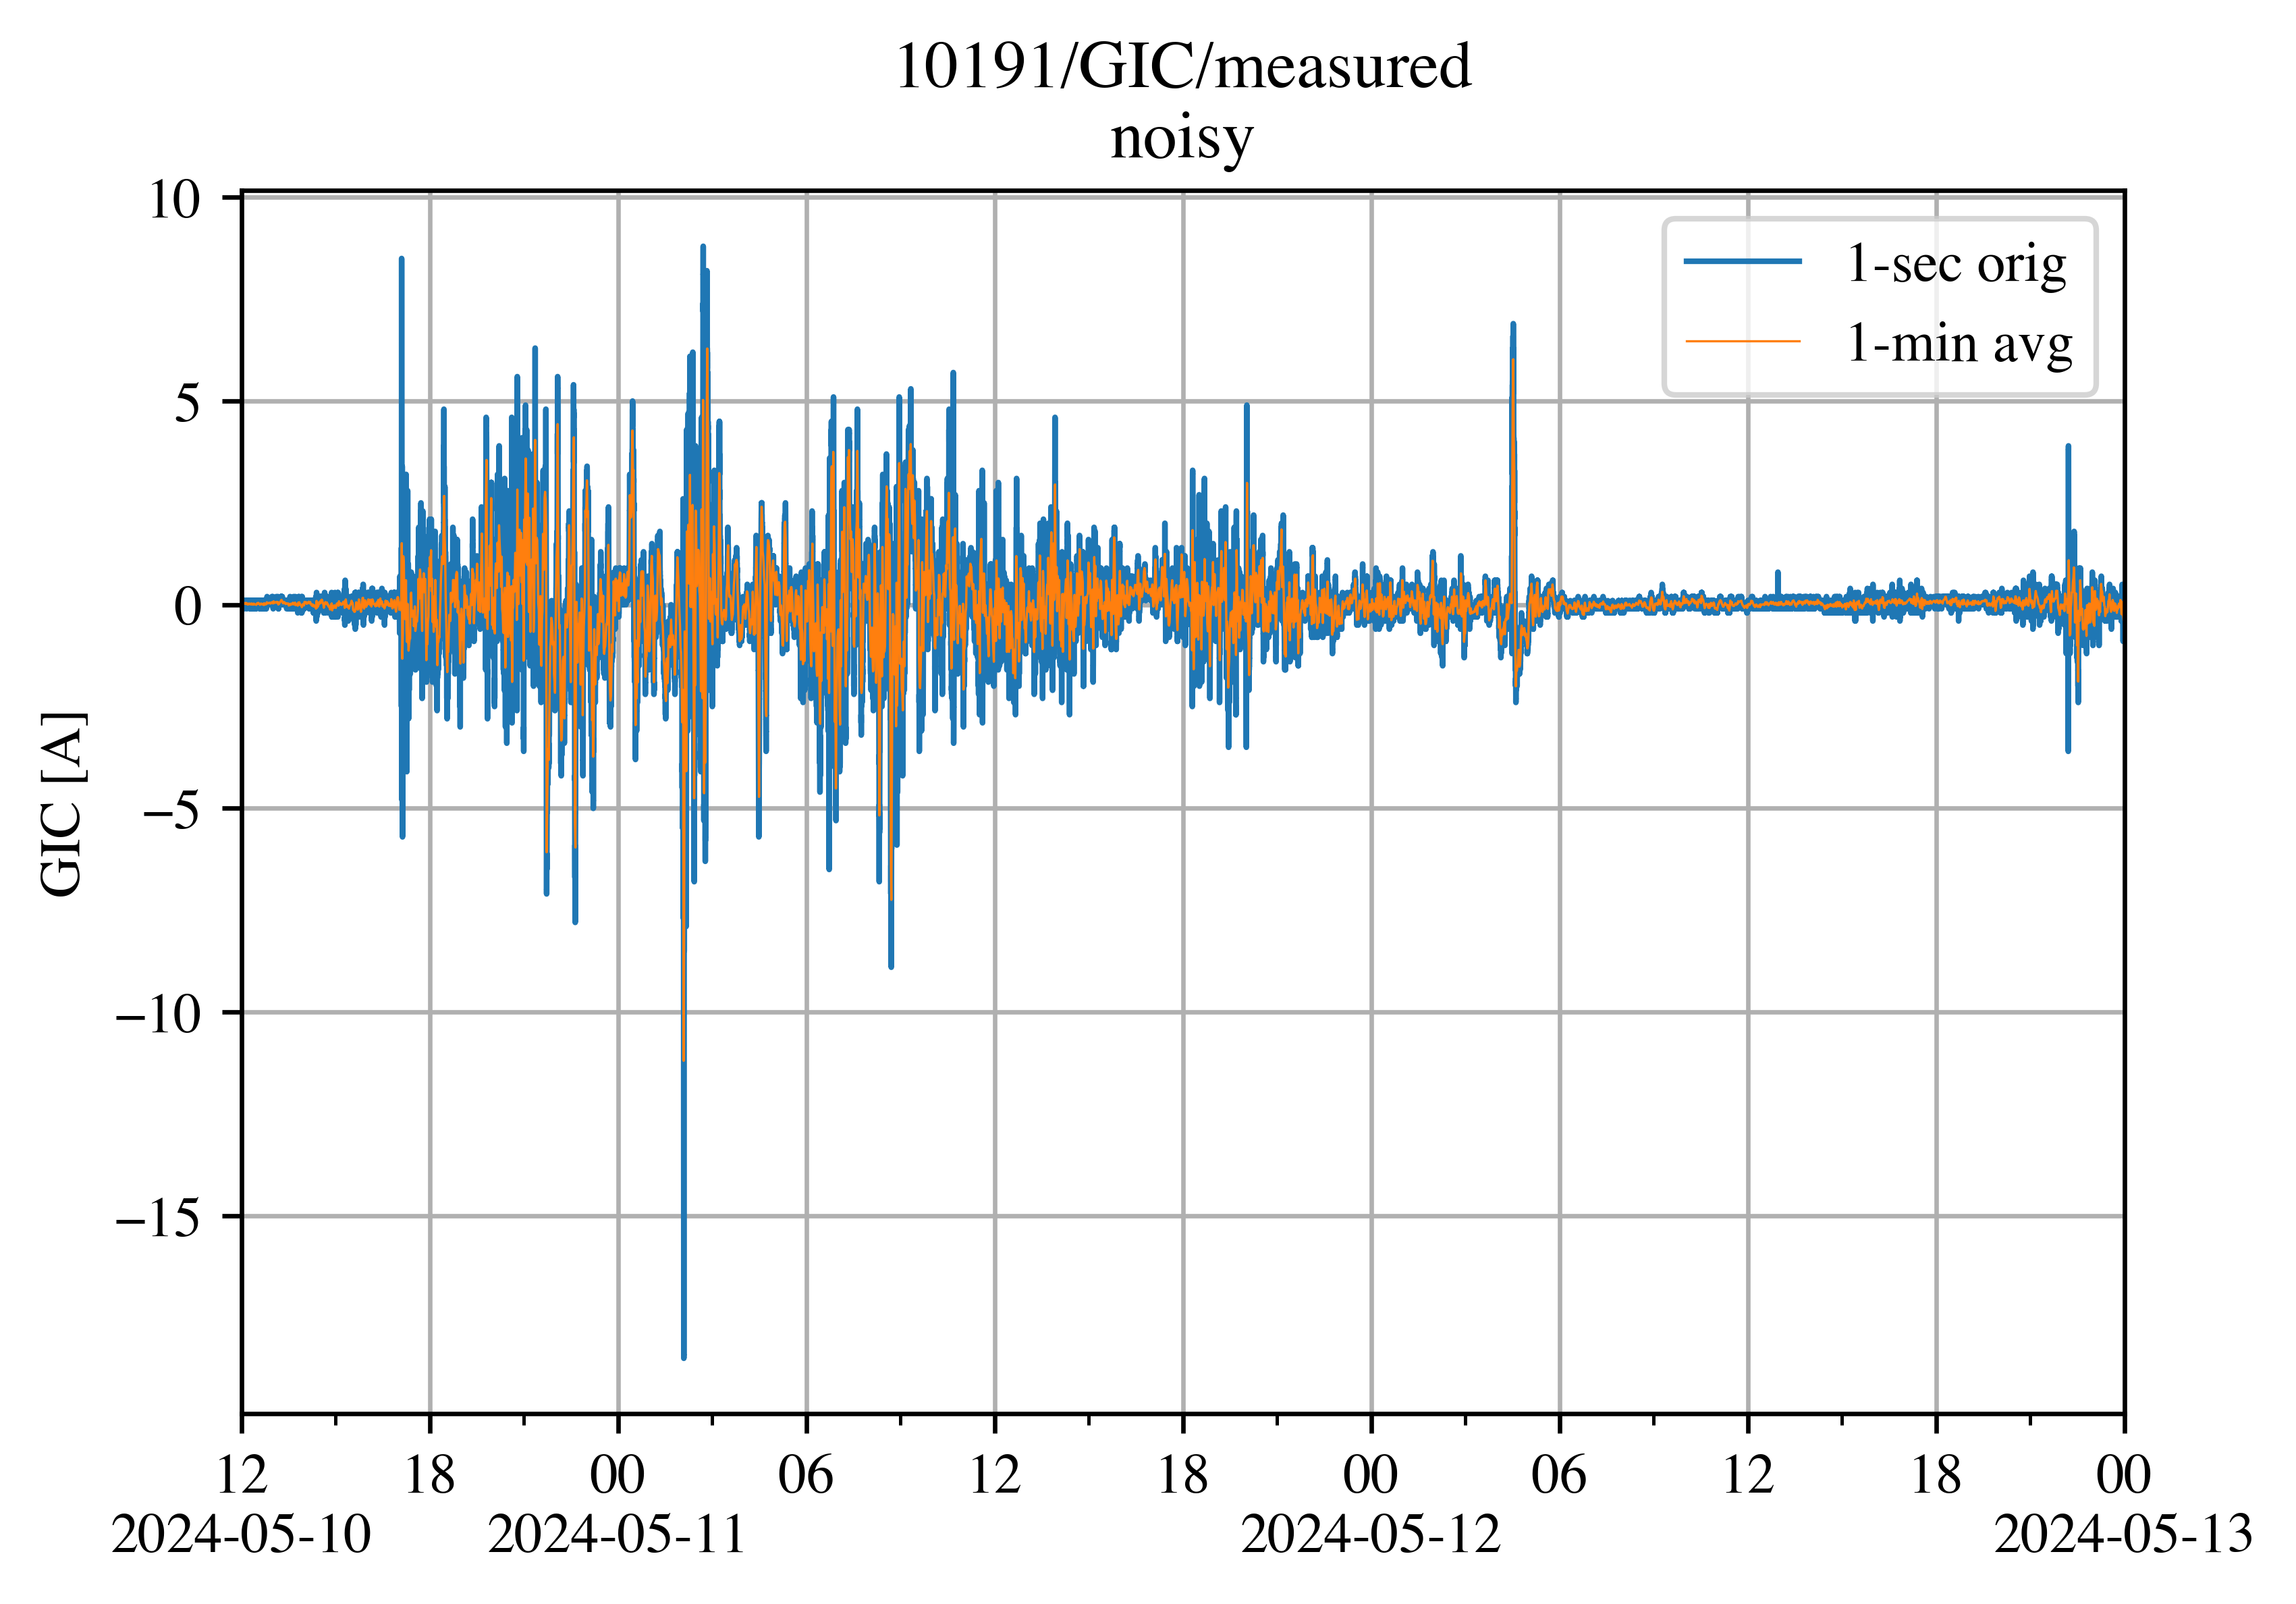 10191/GIC/measured
noisy
10
5
0
−5
−10
−15
GIC [A]
1-sec orig
1-min avg
12 18 00 06 12 18 00 06 12 18 00
2024-05-10 2024-05-11 2024-05-12 2024-05-13